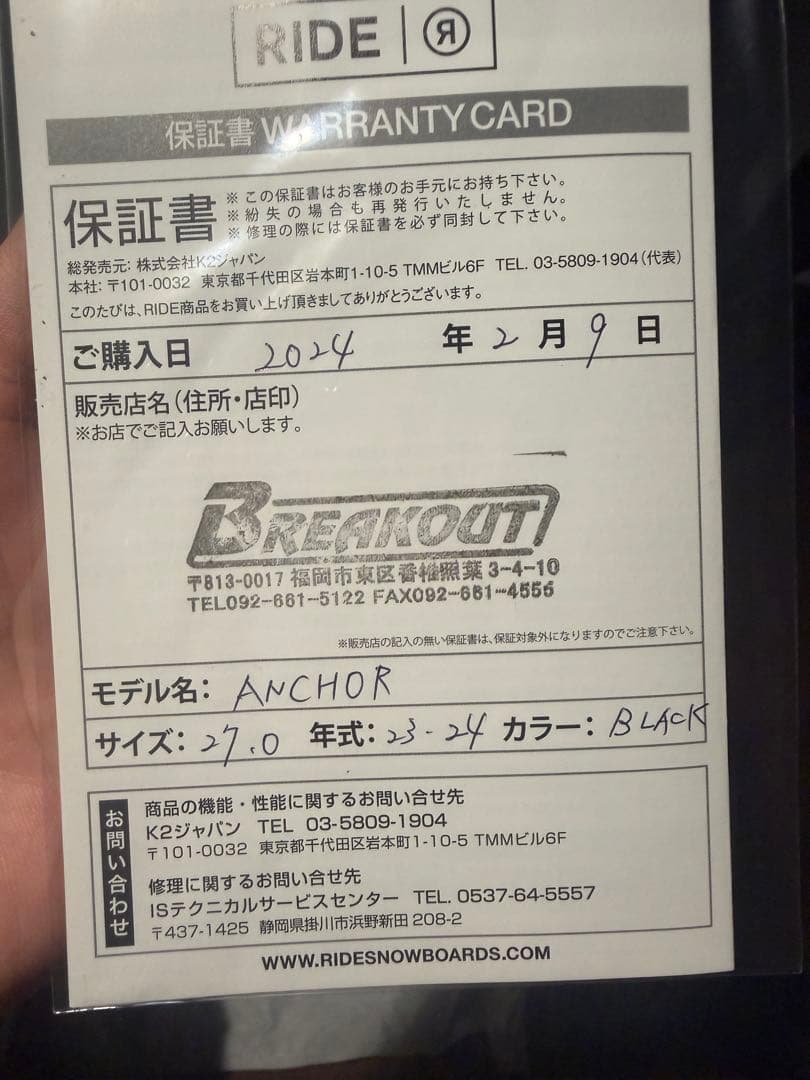 RIDE | R
保証書 WARRANTY CARD
保証書
※この保証書はお客様のお手元にお持ち下さい。
※紛失の場合も再発行いたしません。
※修理の際には保証書を必ず同封して下さい。
総発売元: 株式会社K2ジャパン
本社: 〒101-0032 東京都千代田区岩本町1-10-5 TMMビル6F TEL. 03-5809-1904(代表)
このたびは、RIDE商品をお買い上げ頂きましてありがとうございます。
ご購入日 2024 年 2 月 9 日
販売店名(住所・店印)
※お店でご記入お願いします。
BREAKOUT
〒813-0017 福岡市東区香椎照葉 3-4-10
TEL092-661-5122 FAX092-661-4556
※販売店の記入の無い保証書は、保証対象外になりますのでご注意下さい。
モデル名: ANCHOR
サイズ: 27.0 年式: 23-24 カラー: BLACK
お問い合わせ
商品の機能・性能に関するお問い合せ先
K2ジャパン TEL 03-5809-1904
〒101-0032 東京都千代田区岩本町1-10-5 TMMビル6F
修理に関するお問い合せ先
ISテクニカルサービスセンター TEL. 0537-64-5557
〒437-1425 静岡県掛川市浜野新田 208-2
WWW.RIDESNOWBOARDS.COM